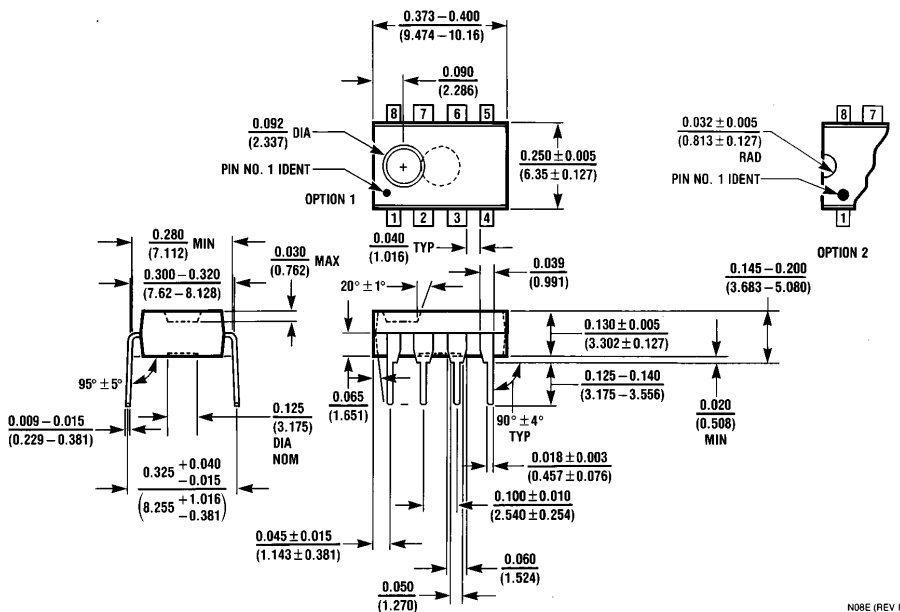 0.373 – 0.400
(9.474 – 10.16)
0.090
(2.286)
8 7 6 5
0.092 DIA
(2.337)
PIN NO. 1 IDENT
+
OPTION 1
0.250 ± 0.005
(6.35 ± 0.127)
1 2 3 4
0.032 ± 0.005
(0.813 ± 0.127)
RAD
PIN NO. 1 IDENT
8 7
1
OPTION 2
0.280 MIN
(7.112)
0.030 MAX
(0.762)
0.300 – 0.320
(7.62 – 8.128)
0.040 TYP
(1.016)
0.039
(0.991)
20° ± 1°
0.145 – 0.200
(3.683 – 5.080)
0.130 ± 0.005
(3.302 ± 0.127)
95° ± 5°
0.065
(1.651)
0.125 – 0.140
(3.175 – 3.556)
90° ± 4°
TYP
0.020
(0.508)
MIN
0.009 – 0.015
(0.229 – 0.381)
0.125
(3.175)
DIA
NOM
0.018 ± 0.003
(0.457 ± 0.076)
0.325 +0.040
−0.015
(8.255 +1.016
−0.381)
0.100 ± 0.010
(2.540 ± 0.254)
0.045 ± 0.015
(1.143 ± 0.381)
0.060
(1.524)
0.050
(1.270)
N08E (REV